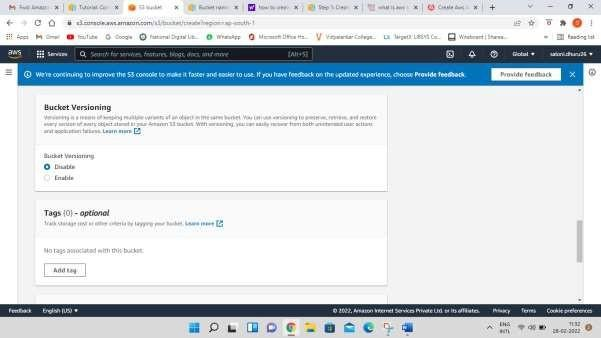 Fwd: Amazo
Tutorial: Ge
S3 bucket
Bucket nami
how to crea
Step 1: Crea
what is aws
Create Aws
s3.console.aws.amazon.com/s3/bucket/create?region=ap-south-1
Apps Gmail YouTube Google National Digital Lib... WhatsApp Microsoft Office Ho... Vidyalankar College... TargetX LIBSYS Co... Wisdomjobs | Share... Reading list
aws Services Search for services, features, blogs, docs, and more [Alt+S] Global ▼ satoni.dhuru26 ▼
We're continuing to improve the S3 console to make it faster and easier to use. If you have feedback on the updated experience, choose Provide feedback. Provide feedback
Bucket Versioning
Versioning is a means of keeping multiple variants of an object in the same bucket. You can use versioning to preserve, retrieve, and restore
every version of every object stored in your Amazon S3 bucket. With versioning, you can easily recover from both unintended user actions
and application failures. Learn more
Bucket Versioning
Disable
Enable
Tags (0) - optional
Track storage cost or other criteria by tagging your bucket. Learn more
No tags associated with this bucket.
Add tag
Feedback English (US) ▼ © 2022, Amazon Internet Services Private Ltd. or its affiliates. Privacy Terms Cookie preferences
ENG
INTL
11:32
28-02-2022